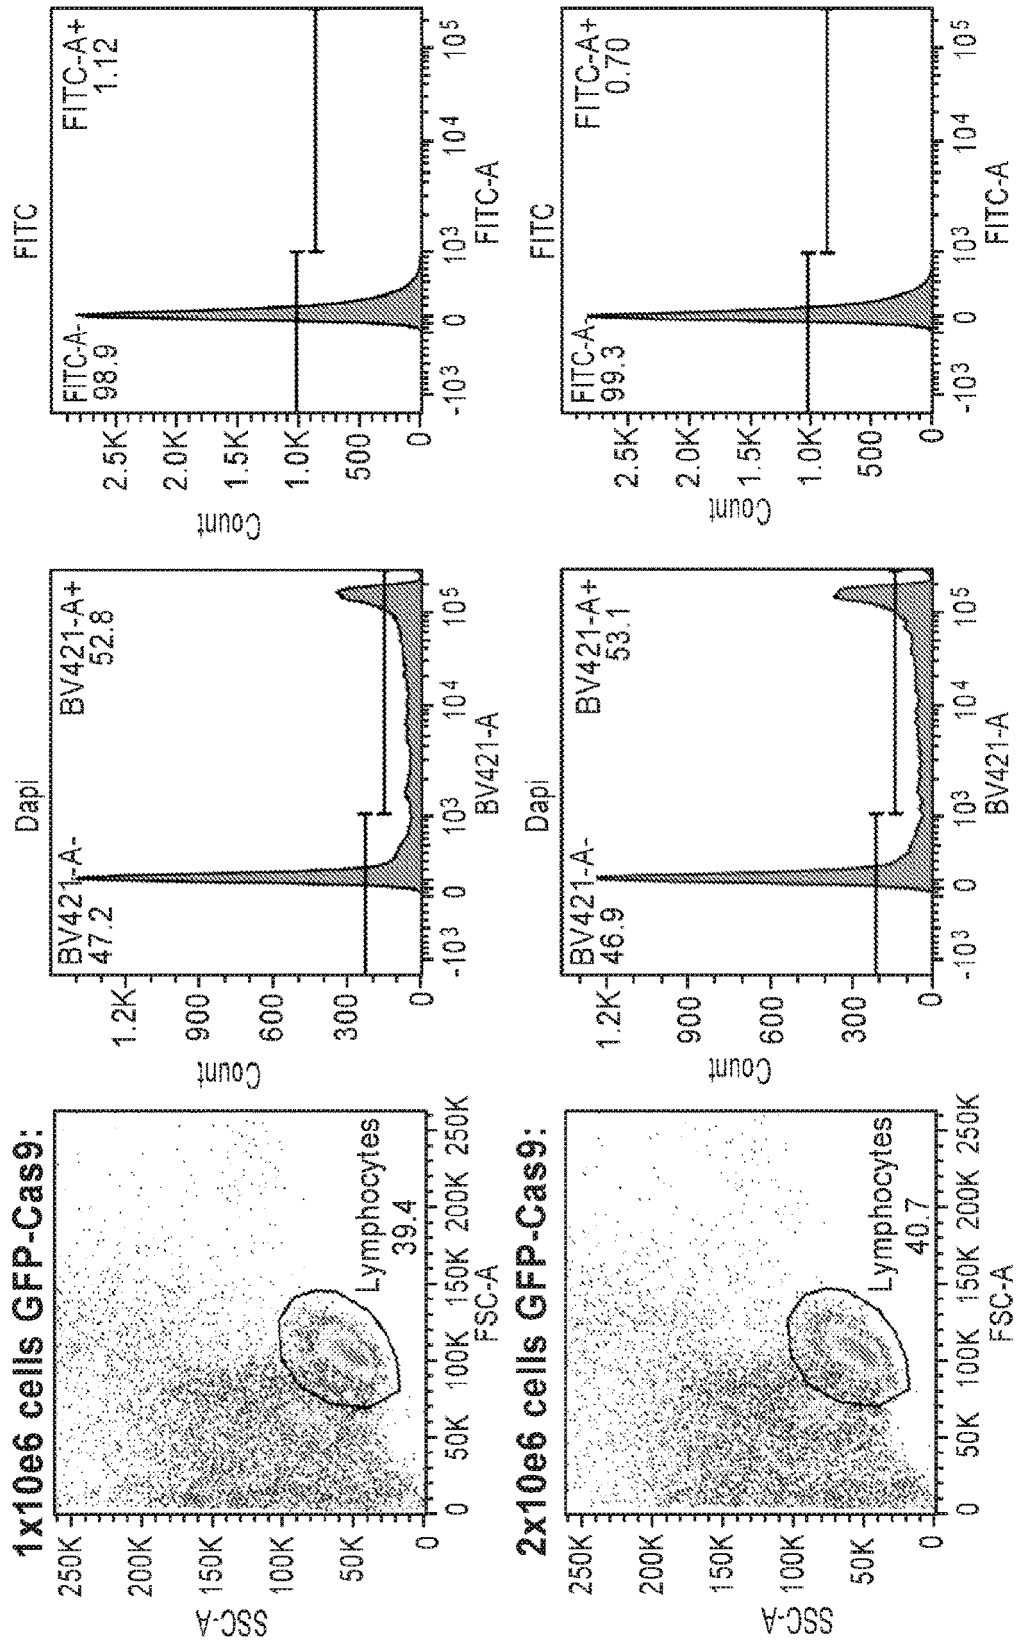 1x10e6 cells GFP-Cas9:
250K
200K
150K
100K
50K
0
SSC-A
Lymphocytes
39.4
0 50K 100K 150K 200K 250K
FSC-A
Dapi
BV421-A-
47.2
BV421-A+
52.8
1.2K
900
600
300
0
Count
-10³ 0 10³ 10⁴ 10⁵
BV421-A
FITC
FITC-A-
98.9
FITC-A+
1.12
2.5K
2.0K
1.5K
1.0K
500
0
Count
-10³ 0 10³ 10⁴ 10⁵
FITC-A
2x10e6 cells GFP-Cas9:
250K
200K
150K
100K
50K
0
SSC-A
Lymphocytes
40.7
0 50K 100K 150K 200K 250K
FSC-A
Dapi
BV421-A-
46.9
BV421-A+
53.1
1.2K
900
600
300
0
Count
-10³ 0 10³ 10⁴ 10⁵
BV421-A
FITC
FITC-A-
99.3
FITC-A+
0.70
2.5K
2.0K
1.5K
1.0K
500
0
Count
-10³ 0 10³ 10⁴ 10⁵
FITC-A